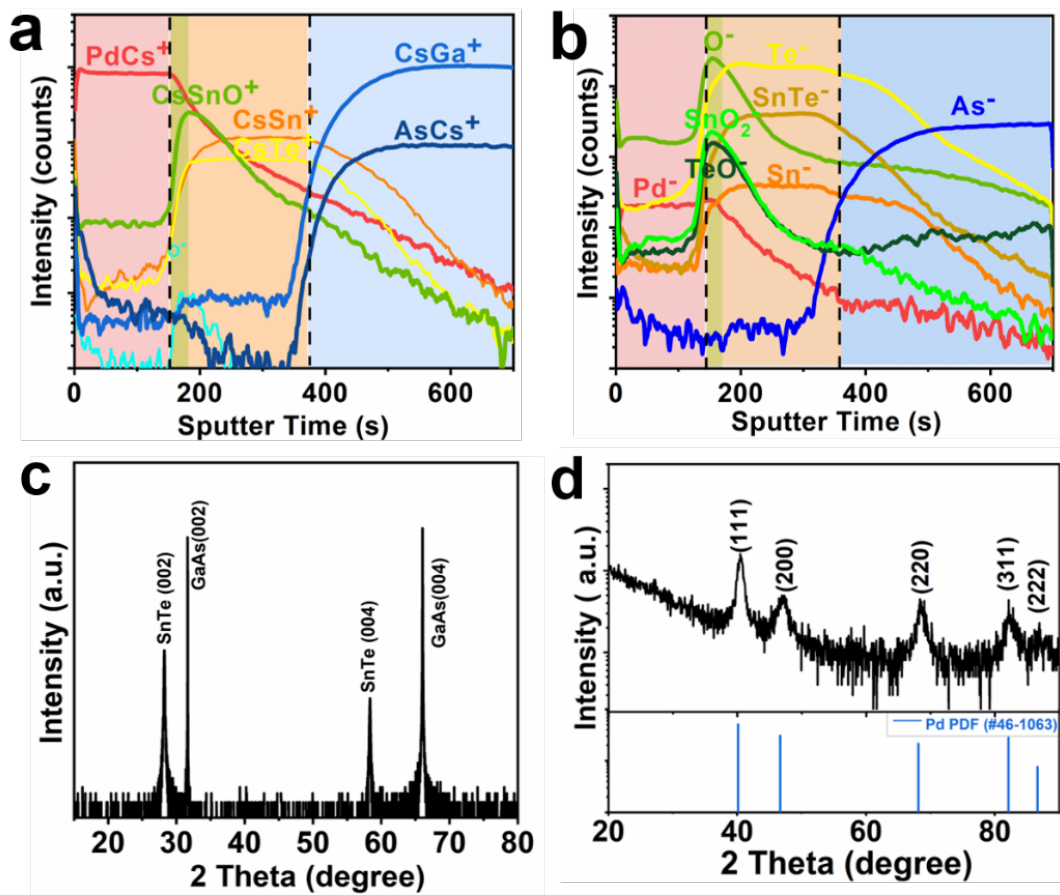 a
PdCs+
CsSnO+
CsSn+
CsTe
CsGa+
AsCs+
Intensity (counts)
0 200 400 600
Sputter Time (s)
b
O-
Te-
SnTe-
SnO2
TeO-
Sn-
Pd-
As-
Intensity (counts)
0 200 400 600
Sputter Time (s)
c
SnTe (002)
GaAs(002)
SnTe (004)
GaAs(004)
Intensity (a.u.)
20 30 40 50 60 70 80
2 Theta (degree)
d
(111)
(200)
(220)
(311)
(222)
Pd PDF (#46-1063)
Intensity ( a.u.)
20 40 60 80
2 Theta (degree)